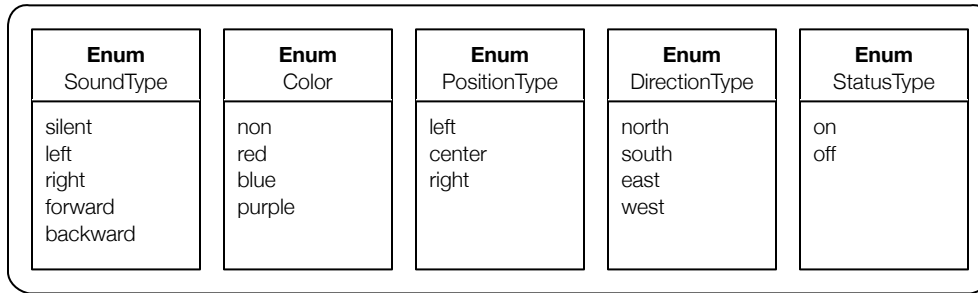 Enum
SoundType
silent
left
right
forward
backward
Enum
Color
non
red
blue
purple
Enum
PositionType
left
center
right
Enum
DirectionType
north
south
east
west
Enum
StatusType
on
off